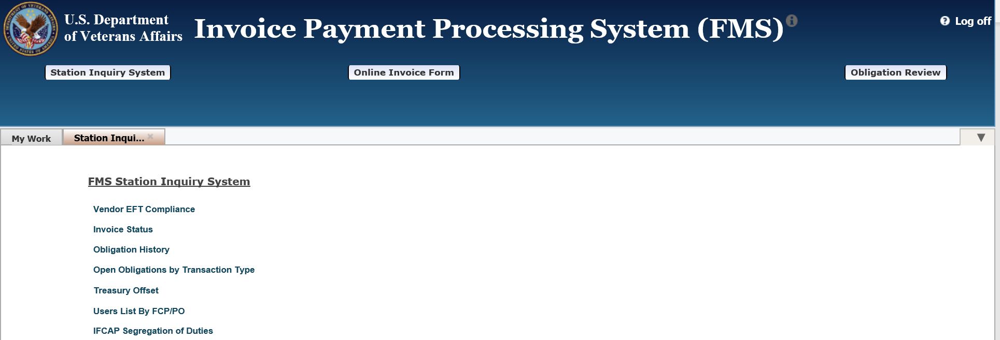 U.S. Department
of Veterans Affairs
Invoice Payment Processing System (FMS)
Log off
Station Inquiry System
Online Invoice Form
Obligation Review
My Work
Station Inqui...
FMS Station Inquiry System
Vendor EFT Compliance
Invoice Status
Obligation History
Open Obligations by Transaction Type
Treasury Offset
Users List By FCP/PO
IFCAP Segregation of Duties